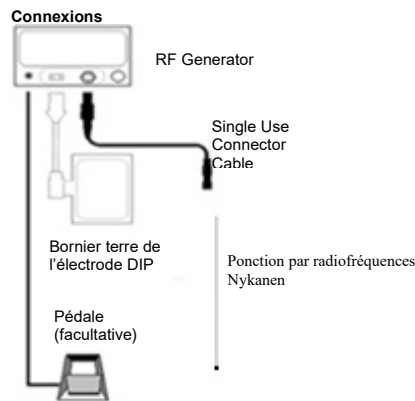 Connexions
RF Generator
Single Use
Connector
Cable
Bornier terre de
l'électrode DIP
Ponction par radiofréquences
Nykanen
Pédale
(facultative)